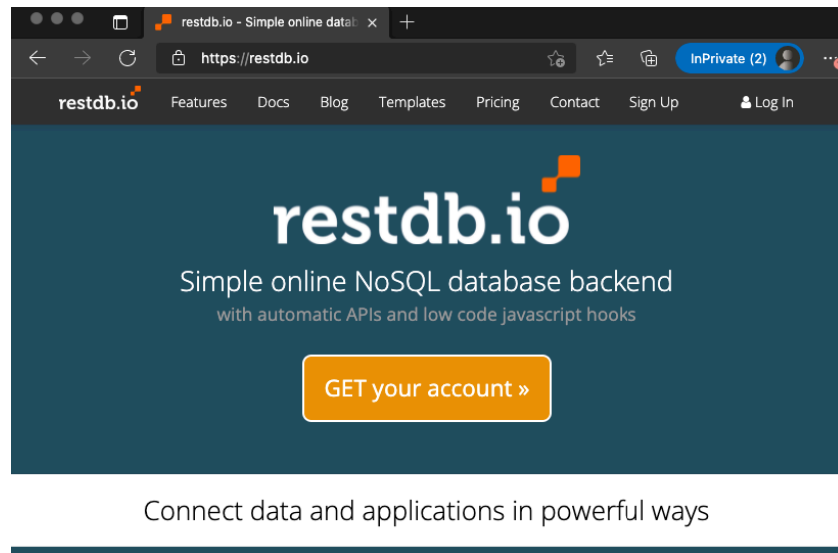 restdb.io - Simple online datab
https://restdb.io
InPrivate (2)
restdb.io Features Docs Blog Templates Pricing Contact Sign Up Log In
restdb.io
Simple online NoSQL database backend
with automatic APIs and low code javascript hooks
GET your account »
Connect data and applications in powerful ways